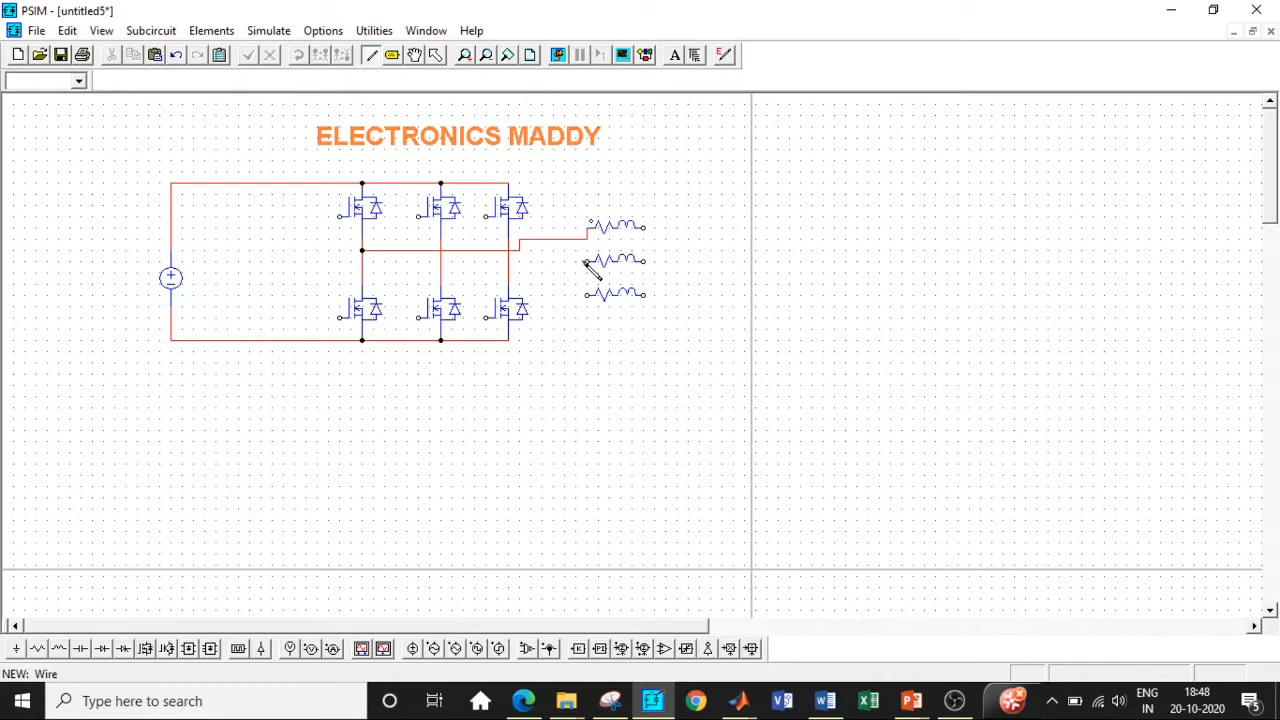 PSIM - [untitled5*]
File Edit View Subcircuit Elements Simulate Options Utilities Window Help
ELECTRONICS MADDY
NEW: Wire
Type here to search
ENG
IN
18:48
20-10-2020
5